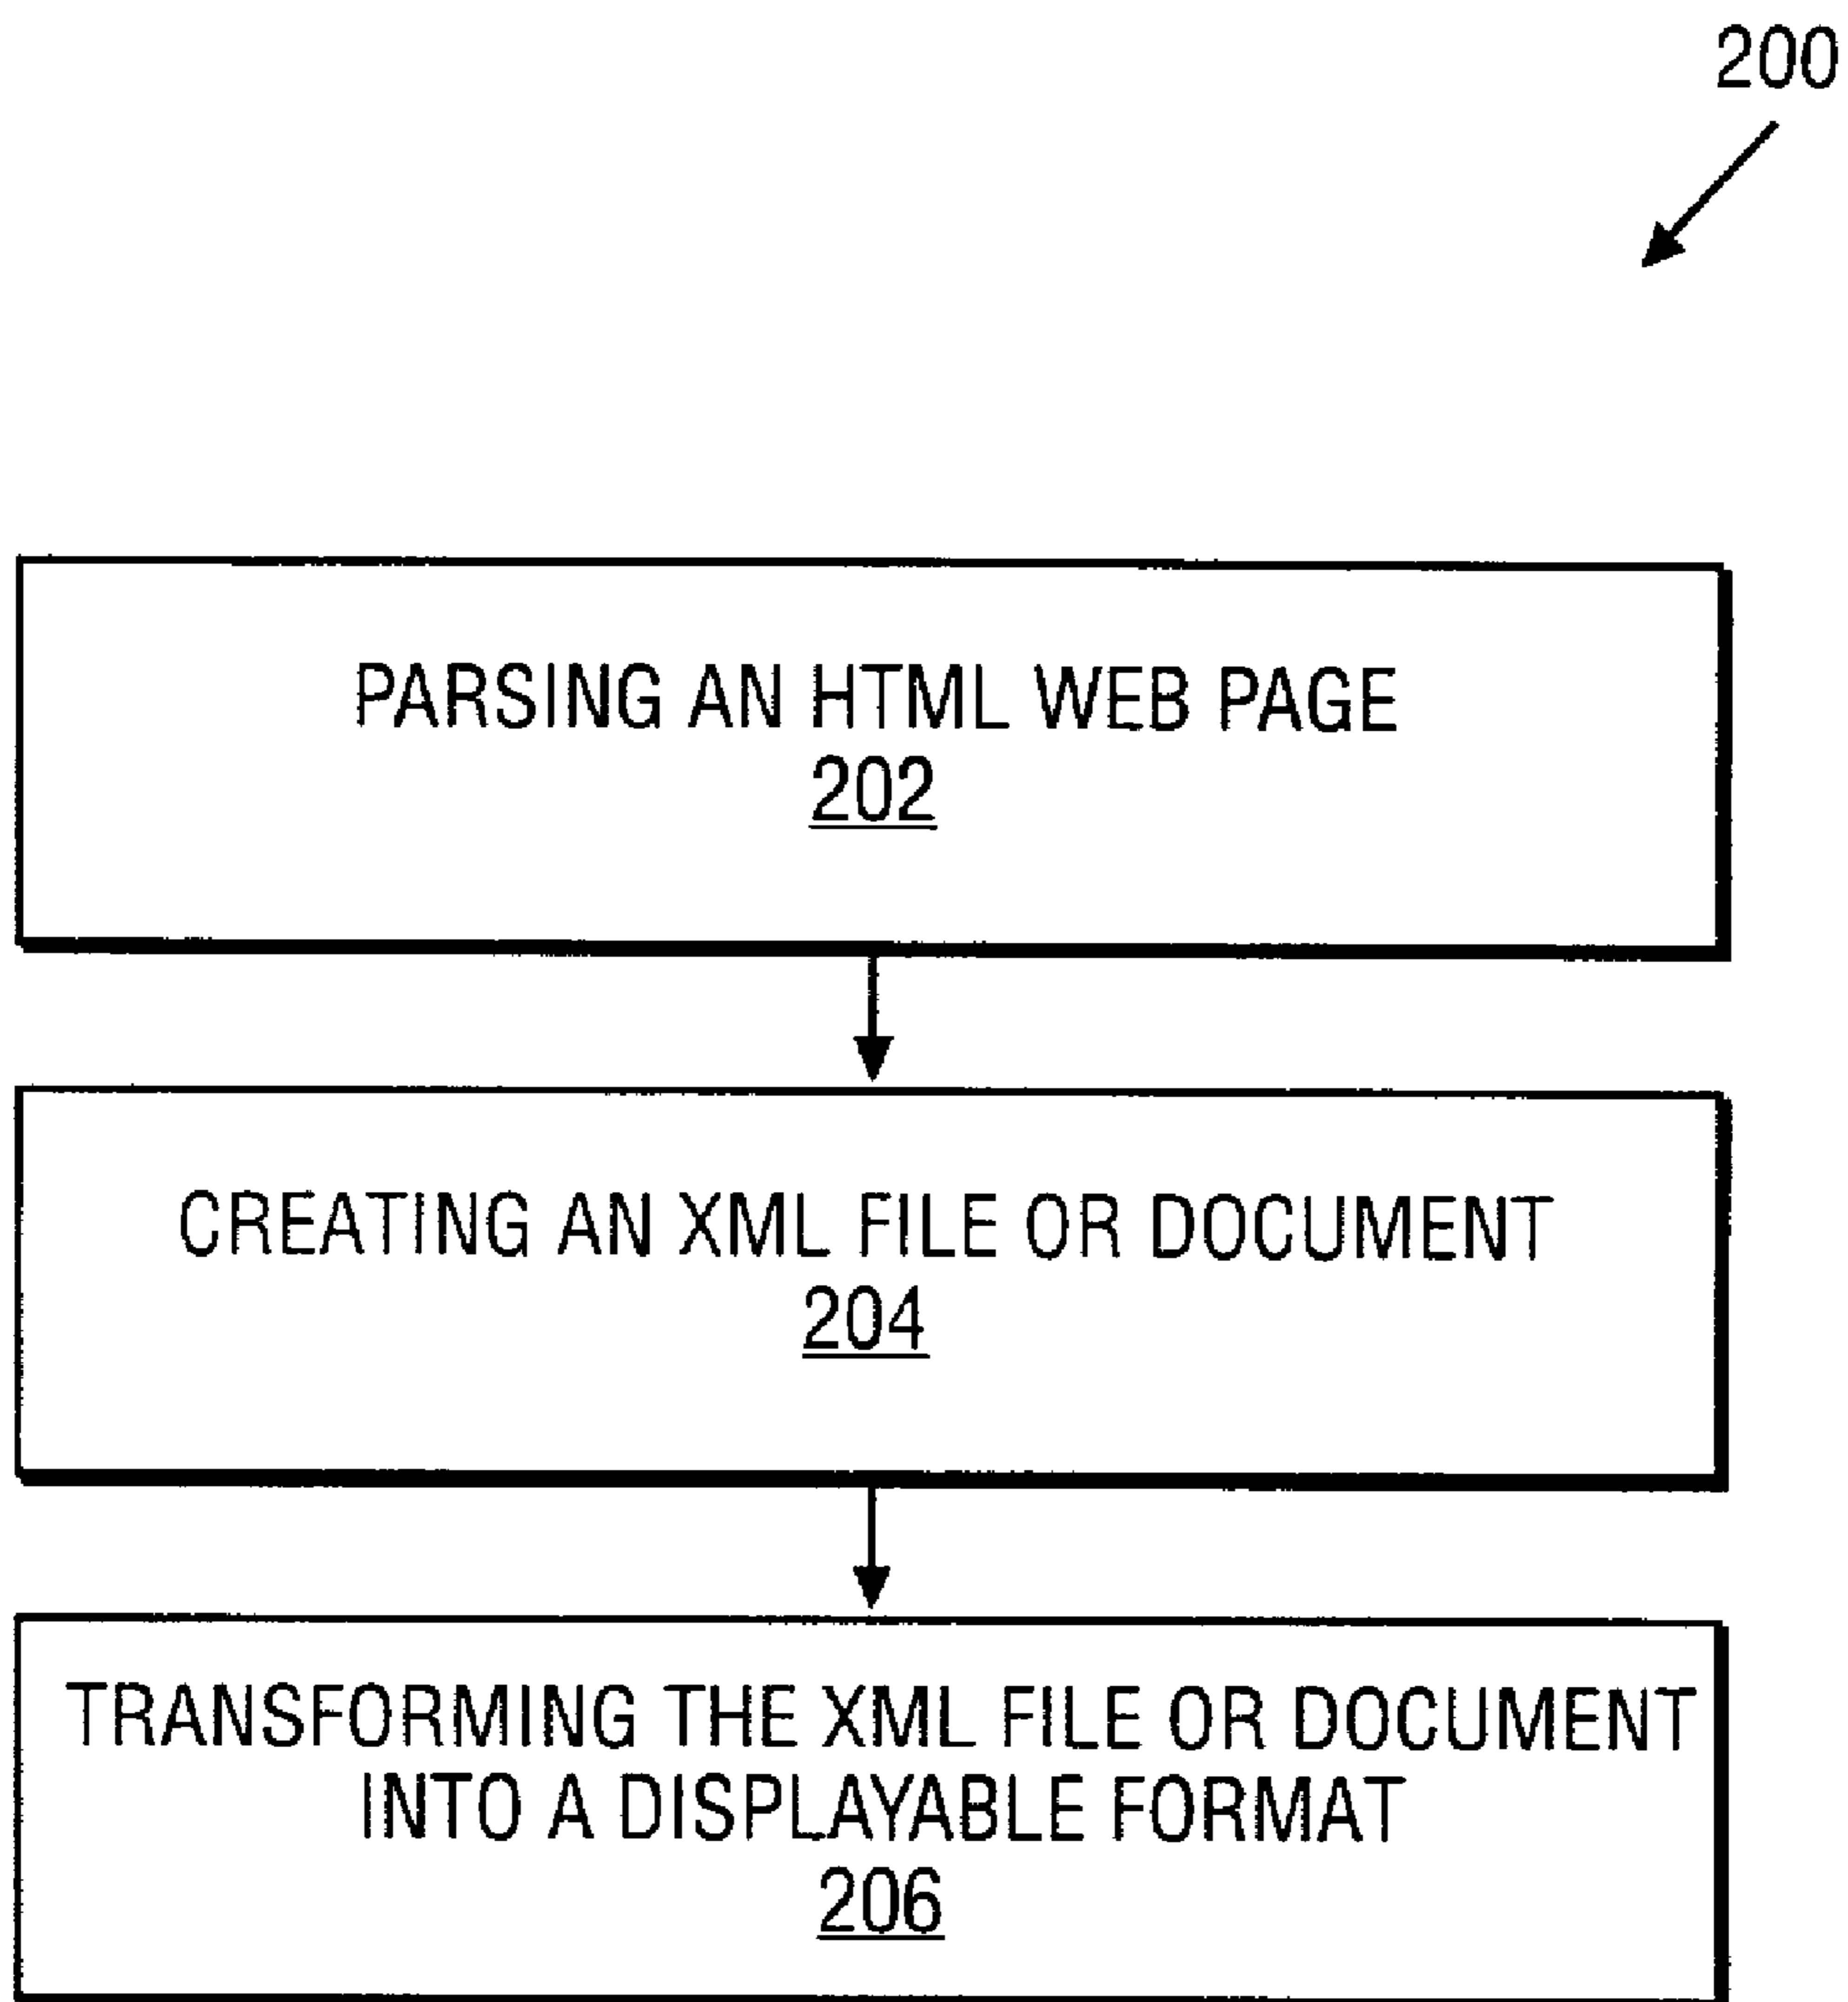 200
PARSING AN HTML WEB PAGE
202
CREATING AN XML FILE OR DOCUMENT
204
TRANSFORMING THE XML FILE OR DOCUMENT
INTO A DISPLAYABLE FORMAT
206